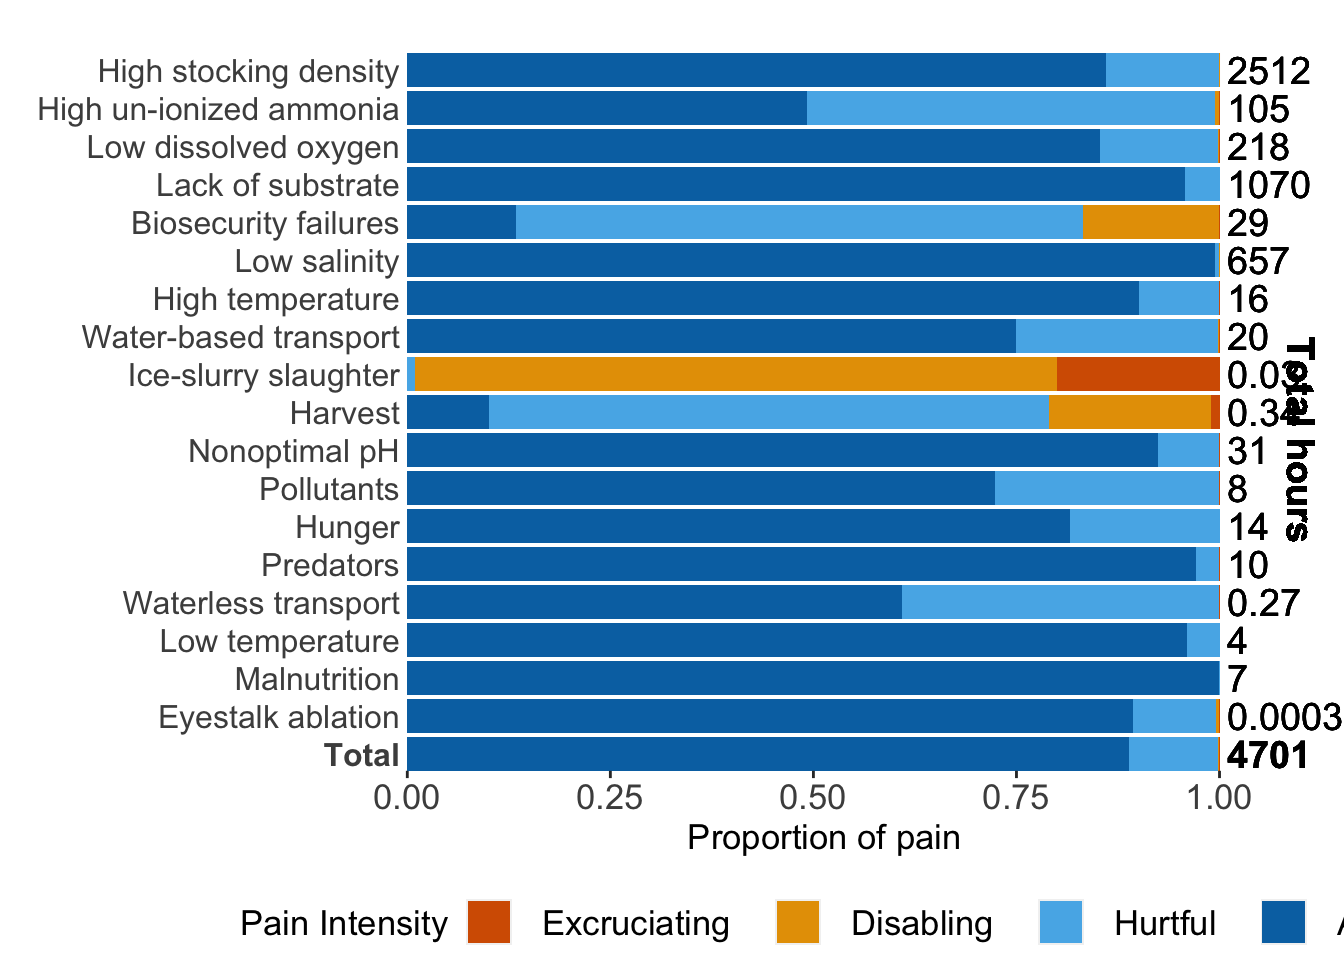 High stocking density 2512
High un-ionized ammonia 105
Low dissolved oxygen 218
Lack of substrate 1070
Biosecurity failures 29
Low salinity 657
High temperature 16
Water-based transport 20
Ice-slurry slaughter
Harvest 0.34
Nonoptimal pH 31
Pollutants 8
Hunger 14
Predators 10
Waterless transport 0.27
Low temperature 4
Malnutrition 7
Eyestalk ablation 0.0003
Total 4701
Total hours
0.00 0.25 0.50 0.75 1.00
Proportion of pain
Pain Intensity Excruciating Disabling Hurtful